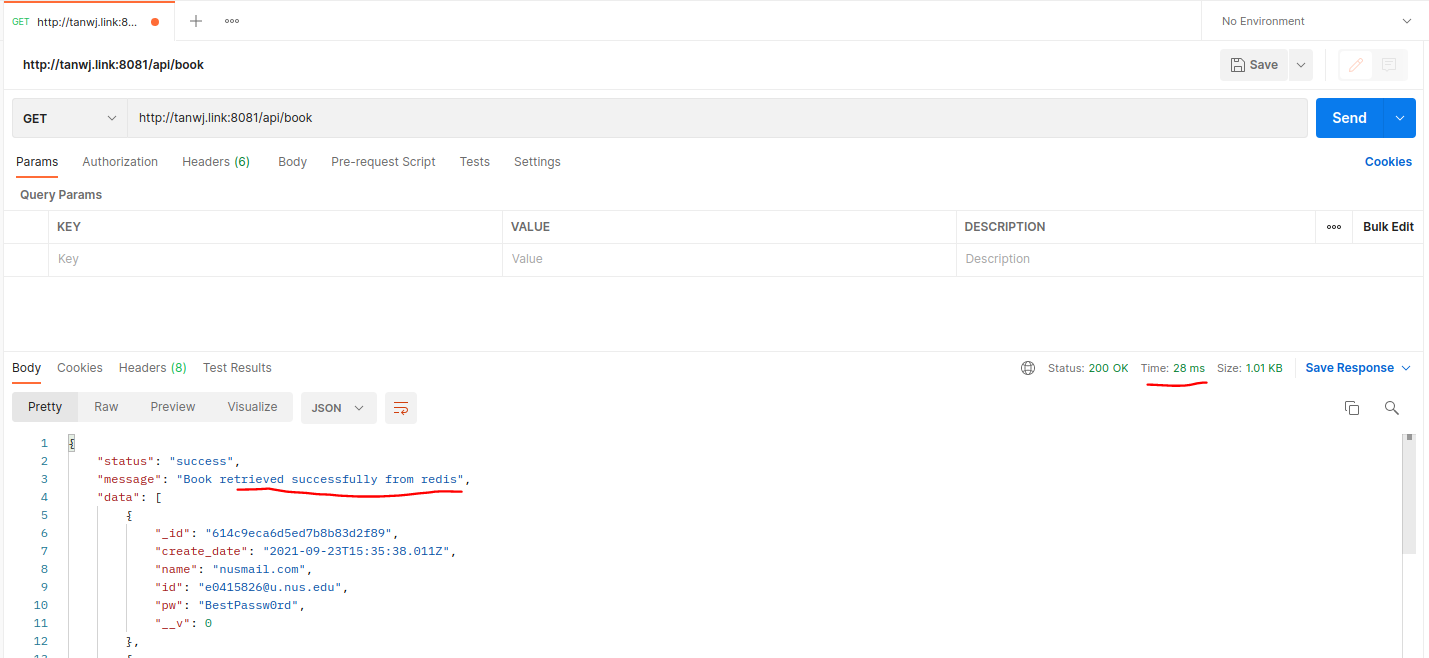 GET http://tanwj.link:8... No Environment
http://tanwj.link:8081/api/book Save
GET http://tanwj.link:8081/api/book Send
Params Authorization Headers (6) Body Pre-request Script Tests Settings Cookies
Query Params
KEY VALUE DESCRIPTION Bulk Edit
Key Value Description
Body Cookies Headers (8) Test Results Status: 200 OK Time: 28 ms Size: 1.01 KB Save Response
Pretty Raw Preview Visualize JSON
1 {
2 "status": "success",
3 "message": "Book retrieved successfully from redis",
4 "data": [
5 {
6 "_id": "614c9eca6d5ed7b8b83d2f89",
7 "create_date": "2021-09-23T15:35:38.011Z",
8 "name": "nusmail.com",
9 "id": "e0415826@u.nus.edu",
10 "pw": "BestPassw0rd",
11 "__v": 0
12 },